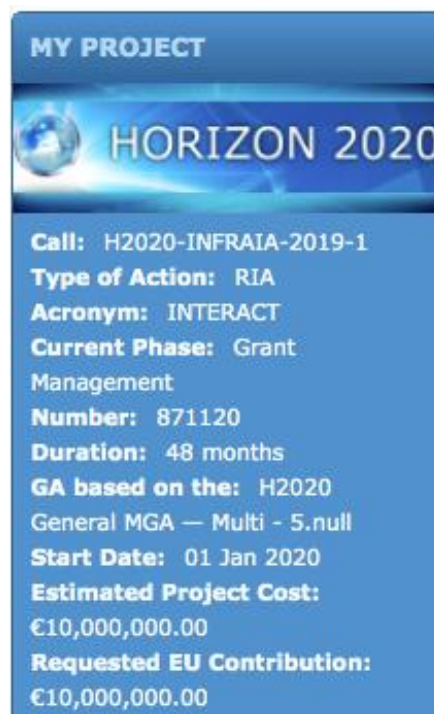 MY PROJECT
HORIZON 2020
Call: H2020-INFRAIA-2019-1
Type of Action: RIA
Acronym: INTERACT
Current Phase: Grant
Management
Number: 871120
Duration: 48 months
GA based on the: H2020
General MGA — Multi - 5.null
Start Date: 01 Jan 2020
Estimated Project Cost:
€10,000,000.00
Requested EU Contribution:
€10,000,000.00